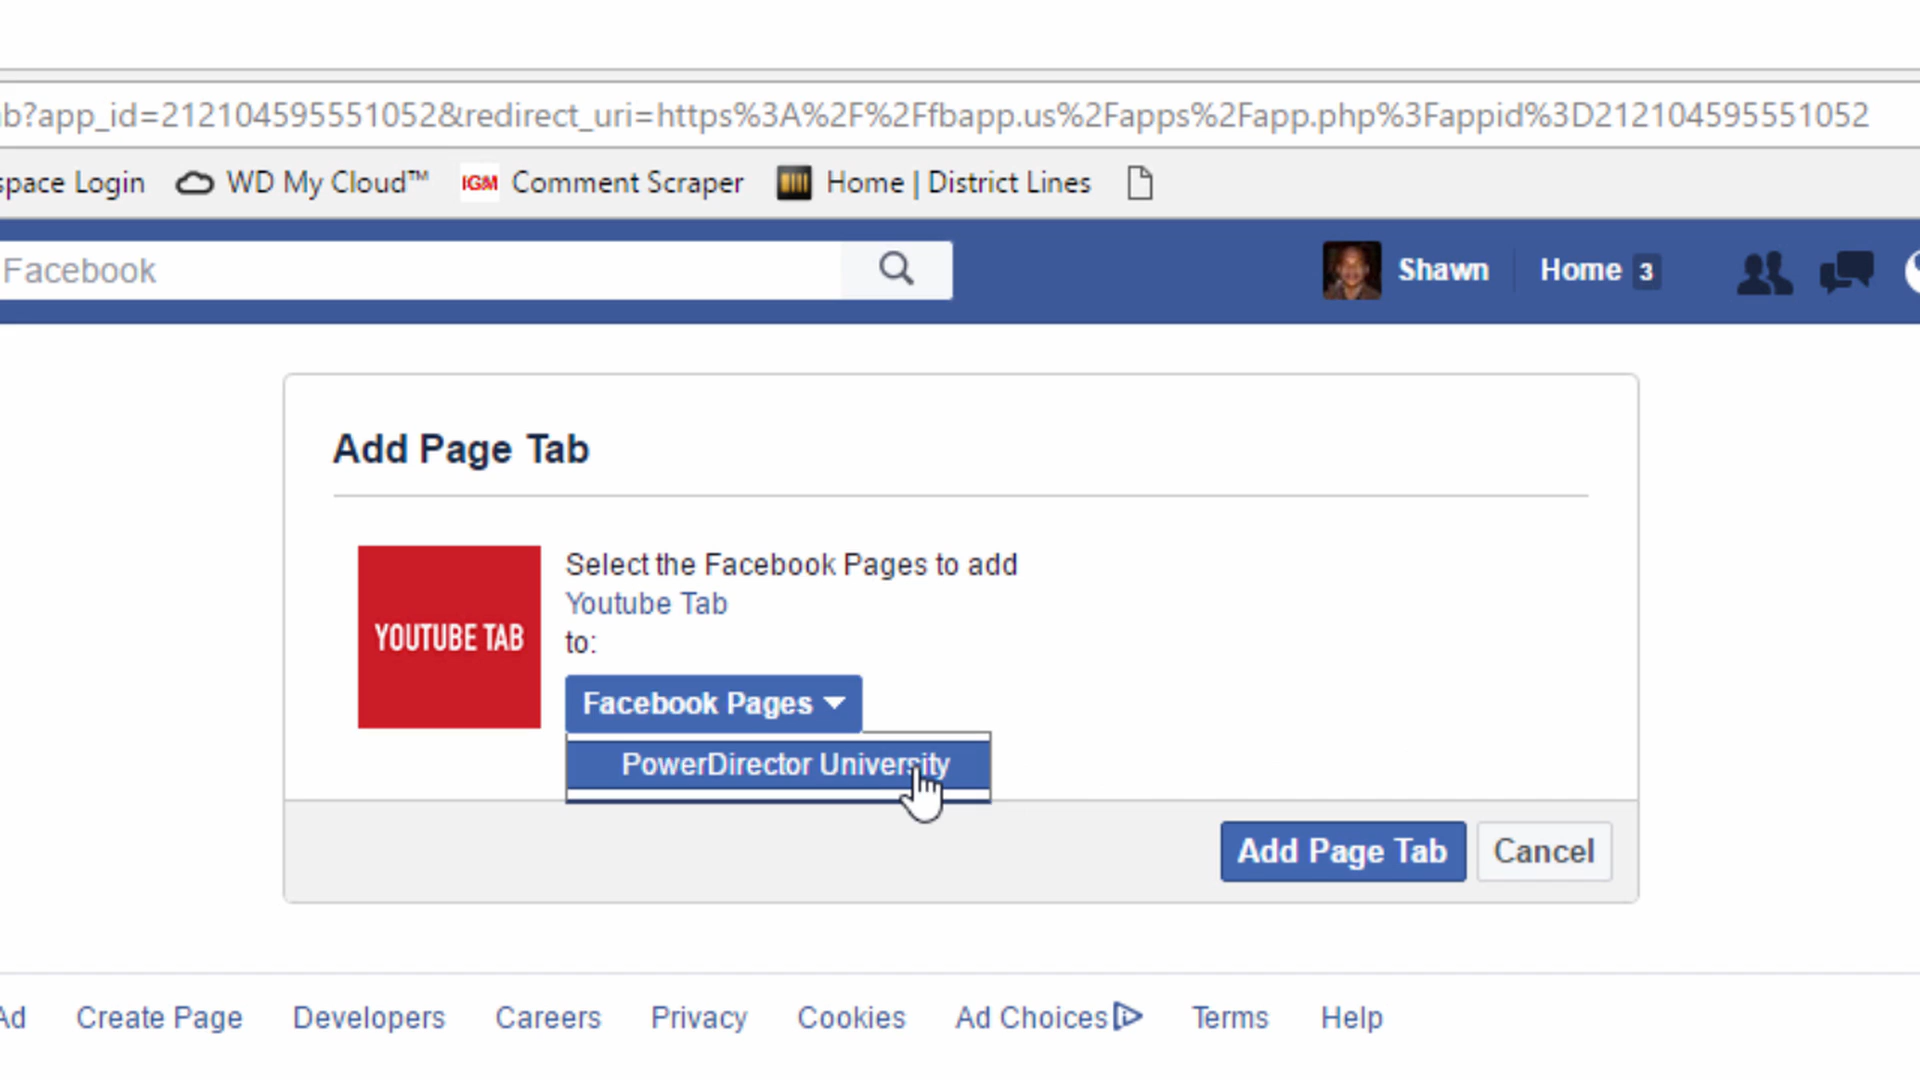 b?app_id=212104595551052&redirect_uri=https%3A%2F%2Ffbapp.us%2Fapps%2Fapp.php%3Fappid%3D212104595551052
space Login WD My Cloud™ IGM Comment Scraper Home | District Lines
Facebook Shawn Home 3
Add Page Tab
YOUTUBE TAB
Select the Facebook Pages to add
Youtube Tab
to:
Facebook Pages
PowerDirector University
Add Page Tab Cancel
Ad Create Page Developers Careers Privacy Cookies Ad Choices Terms Help